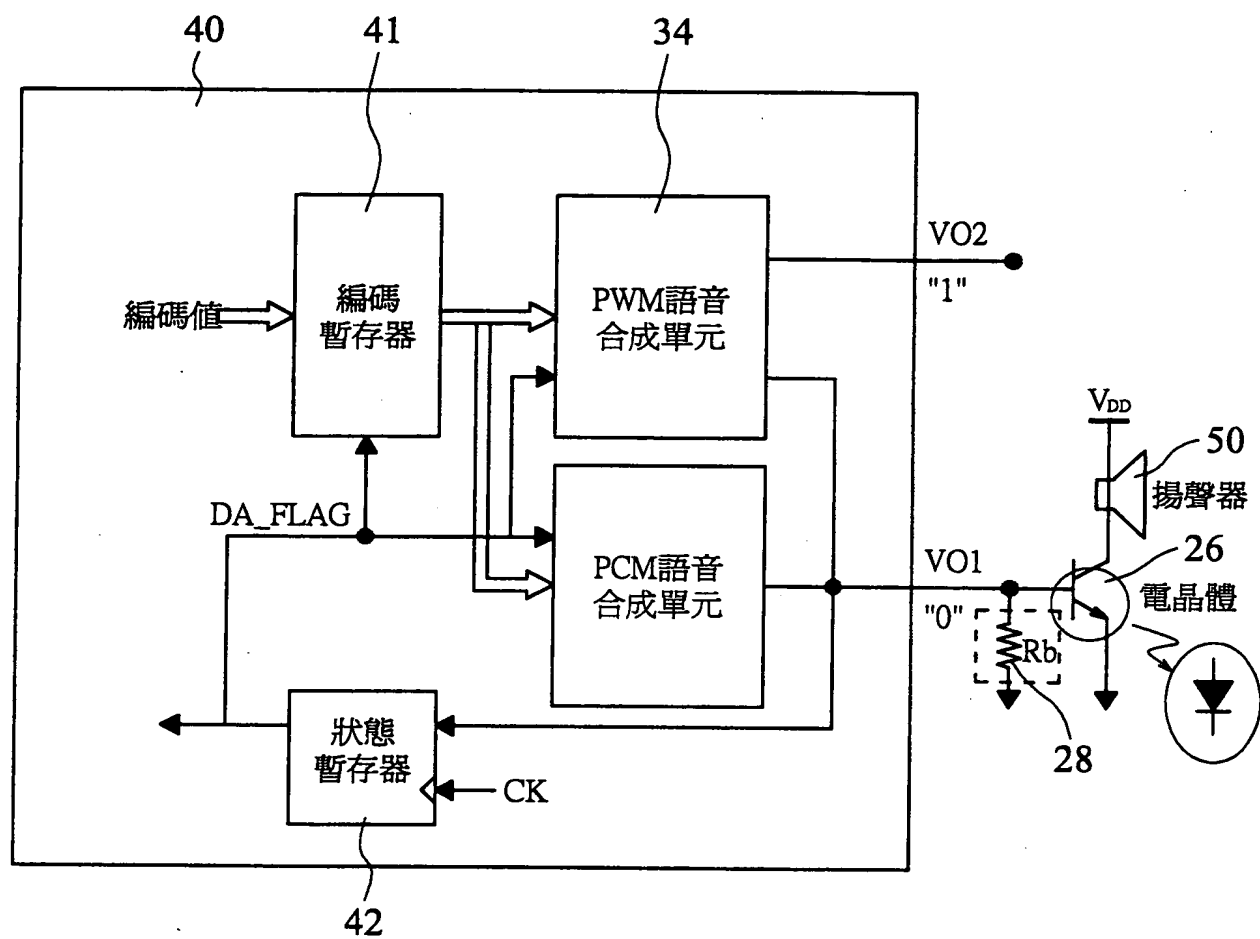 40
41
34
編碼值
編碼
暫存器
PWM語音
合成單元
VO2
"1"
VDD
50
揚聲器
DA_FLAG
PCM語音
合成單元
VO1
"0"
26
電晶體
Rb
28
狀態
暫存器
CK
42